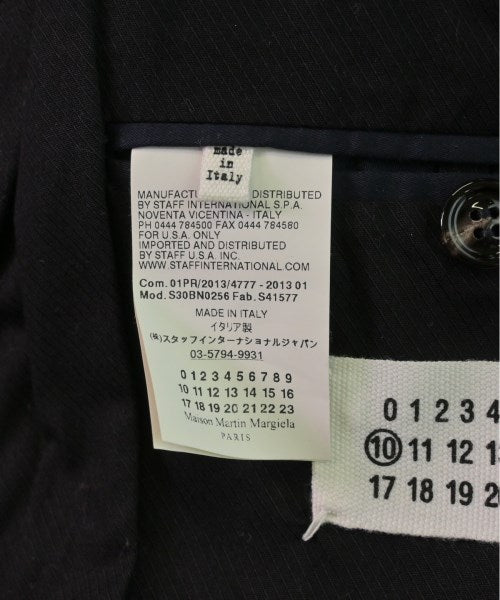 made
in
Italy
MANUFACTU DISTRIBUTED
BY STAFF INTERNATIONAL S.P.A.
NOVENTA VICENTINA - ITALY
PH 0444 784500 FAX 0444 784580
FOR U.S.A. ONLY
IMPORTED AND DISTRIBUTED
BY STAFF U.S.A. INC.
WWW.STAFFINTERNATIONAL.COM
Com. 01PR/2013/4777 - 2013 01
Mod. S30BN0256 Fab. S41577
MADE IN ITALY
イタリア製
(株)スタッフインターナショナルジャパン
03-5794-9931
0 1 2 3 4 5 6 7 8 9
10 11 12 13 14 15 16
17 18 19 20 21 22 23
Maison Martin Margiela
PARIS
0 1 2 3 4
10 11 12 13
17 18 19 20